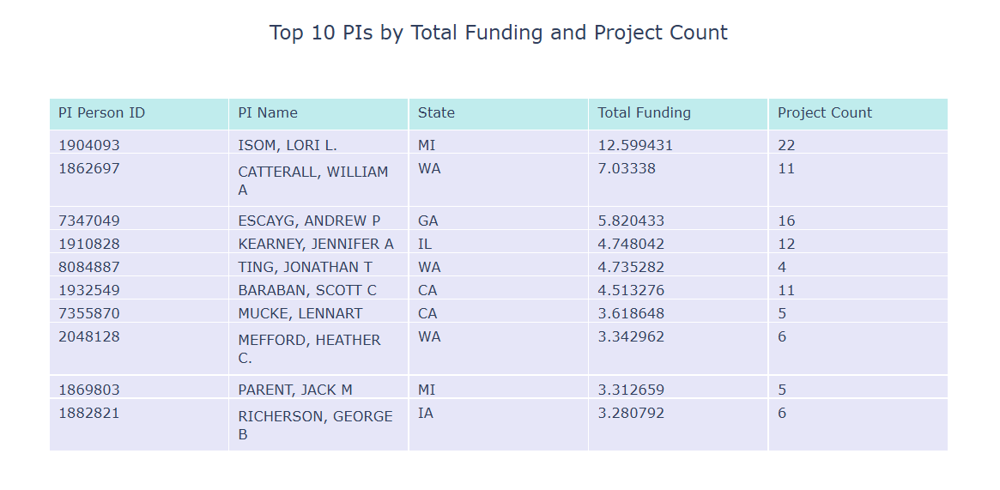 Top 10 PIs by Total Funding and Project Count
PI Person ID PI Name State Total Funding Project Count
1904093 ISOM, LORI L. MI 12.599431 22
1862697 CATTERALL, WILLIAM A WA 7.03338 11
7347049 ESCAYG, ANDREW P GA 5.820433 16
1910828 KEARNEY, JENNIFER A IL 4.748042 12
8084887 TING, JONATHAN T WA 4.735282 4
1932549 BARABAN, SCOTT C CA 4.513276 11
7355870 MUCKE, LENNART CA 3.618648 5
2048128 MEFFORD, HEATHER C. WA 3.342962 6
1869803 PARENT, JACK M MI 3.312659 5
1882821 RICHERSON, GEORGE B IA 3.280792 6